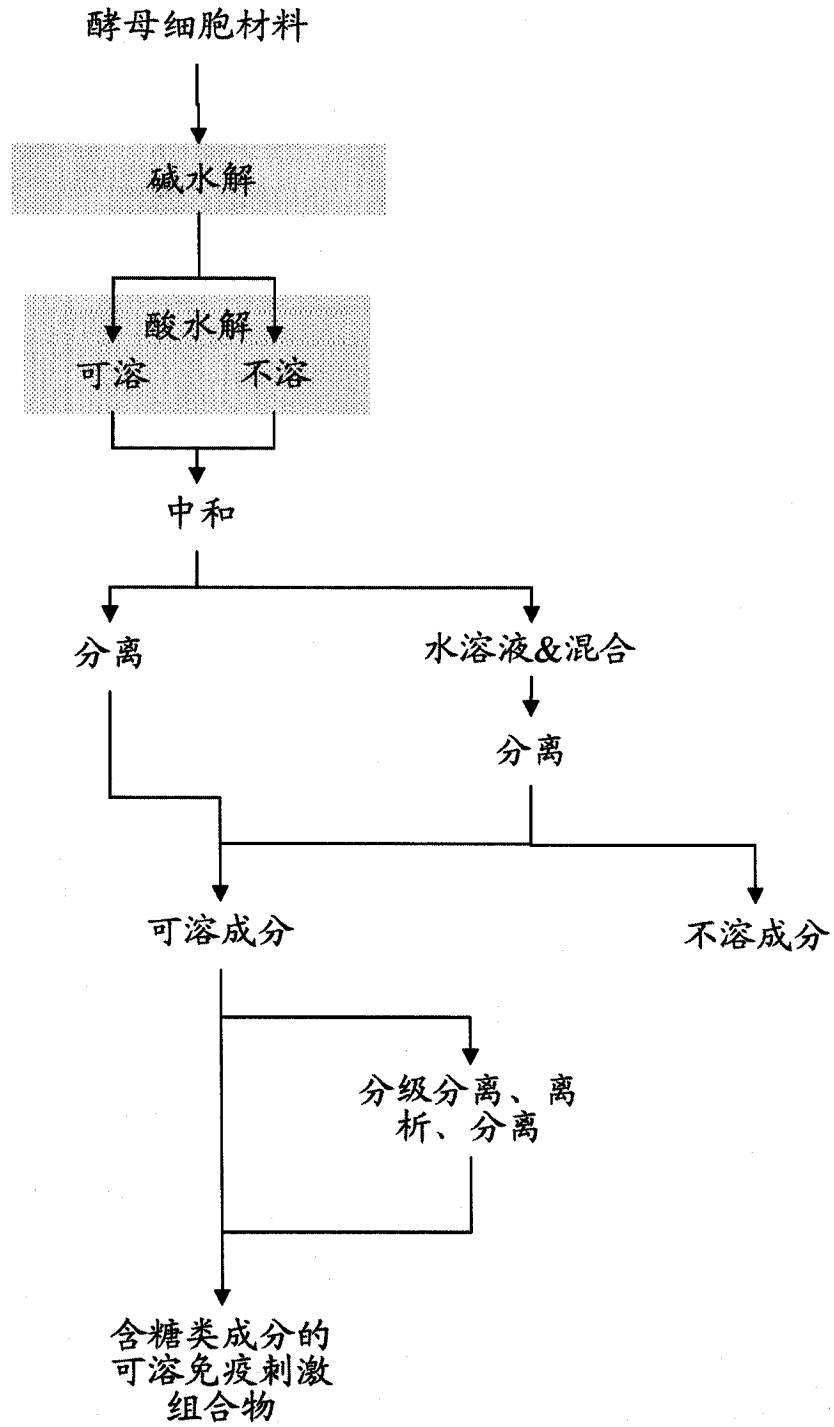 酵母细胞材料
碱水解
酸水解
可溶
不溶
中和
分离
水溶液&混合
分离
可溶成分
不溶成分
分级分离、离
析、分离
含糖类成分的
可溶免疫刺激
组合物